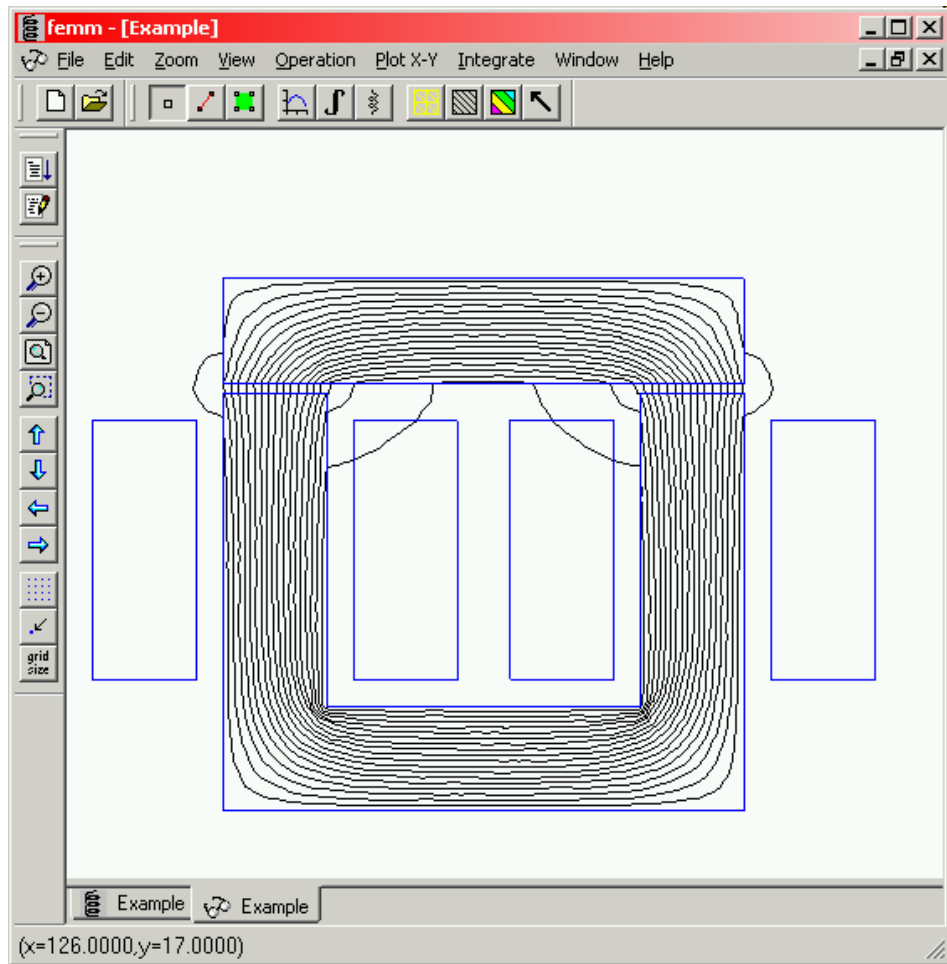 femm - [Example]
File Edit Zoom View Operation Plot X-Y Integrate Window Help
grid
size
Example Example
(x=126.0000,y=17.0000)